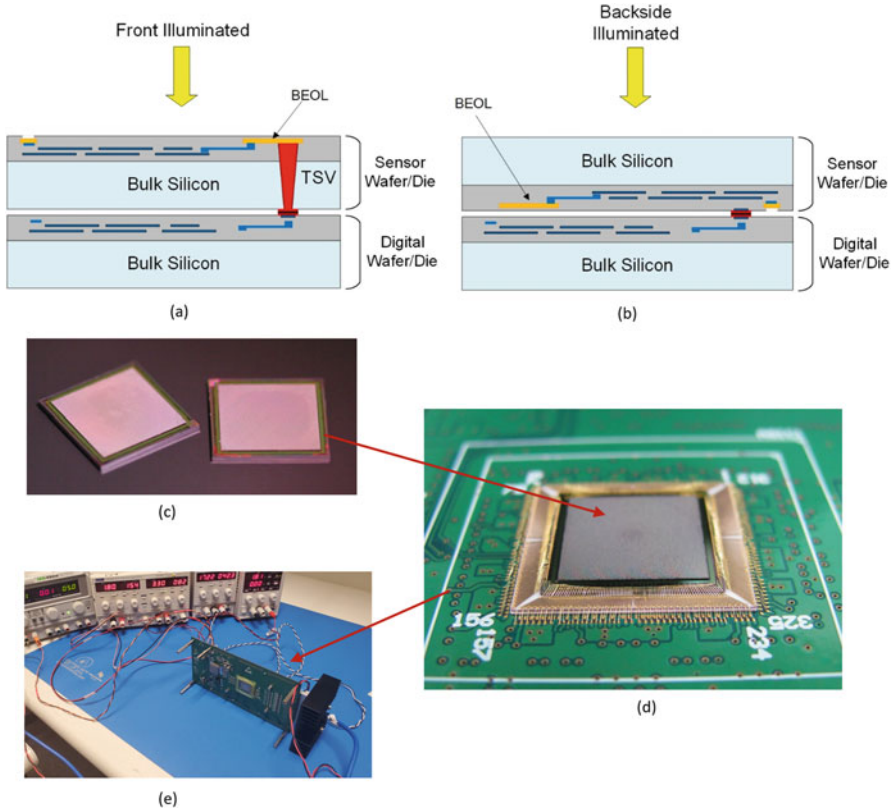 Front Illuminated
BEOL
TSV
Bulk Silicon
Sensor
Wafer/Die
Bulk Silicon
Digital
Wafer/Die
(a)
Backside
Illuminated
BEOL
Bulk Silicon
Sensor
Wafer/Die
Bulk Silicon
Digital
Wafer/Die
(b)
(c)
325
234
157
(d)
(e)